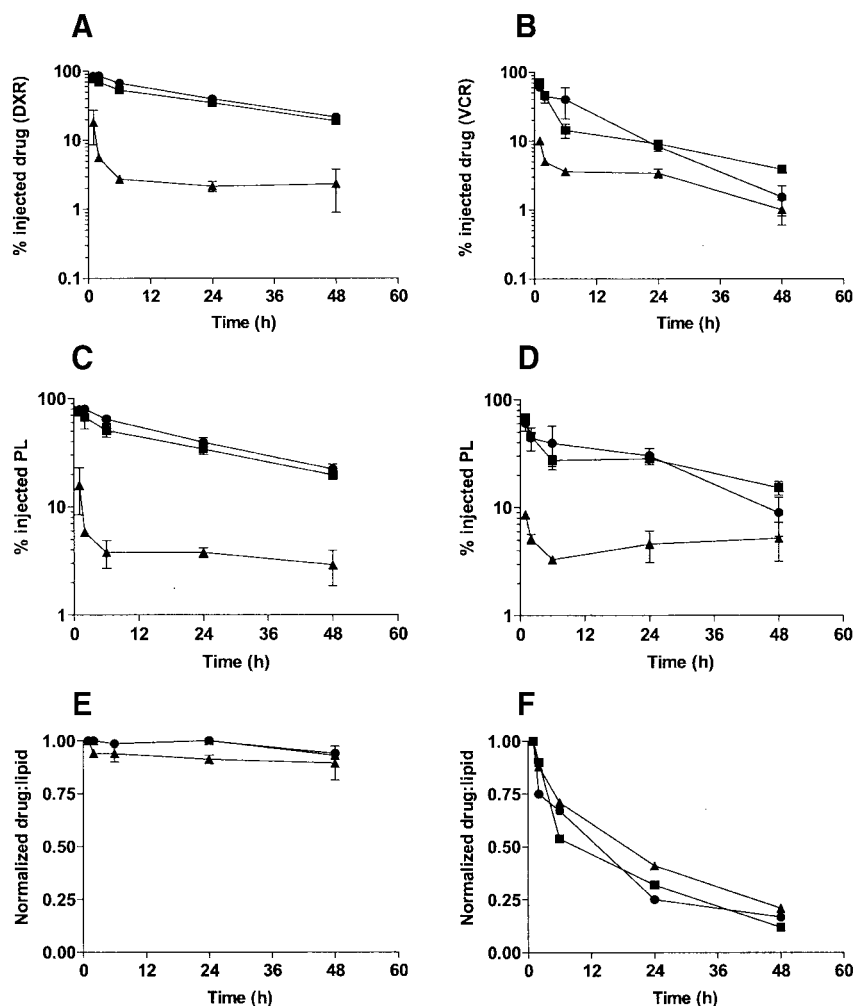 A
% injected drug (DXR)
100
10
1
0.1
0 12 24 36 48 60
Time (h)
B
% injected drug (VCR)
100
10
1
0.1
0 12 24 36 48 60
Time (h)
C
% injected PL
100
10
1
0 12 24 36 48 60
Time (h)
D
% injected PL
100
10
1
0 12 24 36 48 60
Time (h)
E
Normalized drug:lipid
1.00
0.75
0.50
0.25
0.00
0 12 24 36 48 60
Time (h)
F
Normalized drug:lipid
1.00
0.75
0.50
0.25
0.00
0 12 24 36 48 60
Time (h)